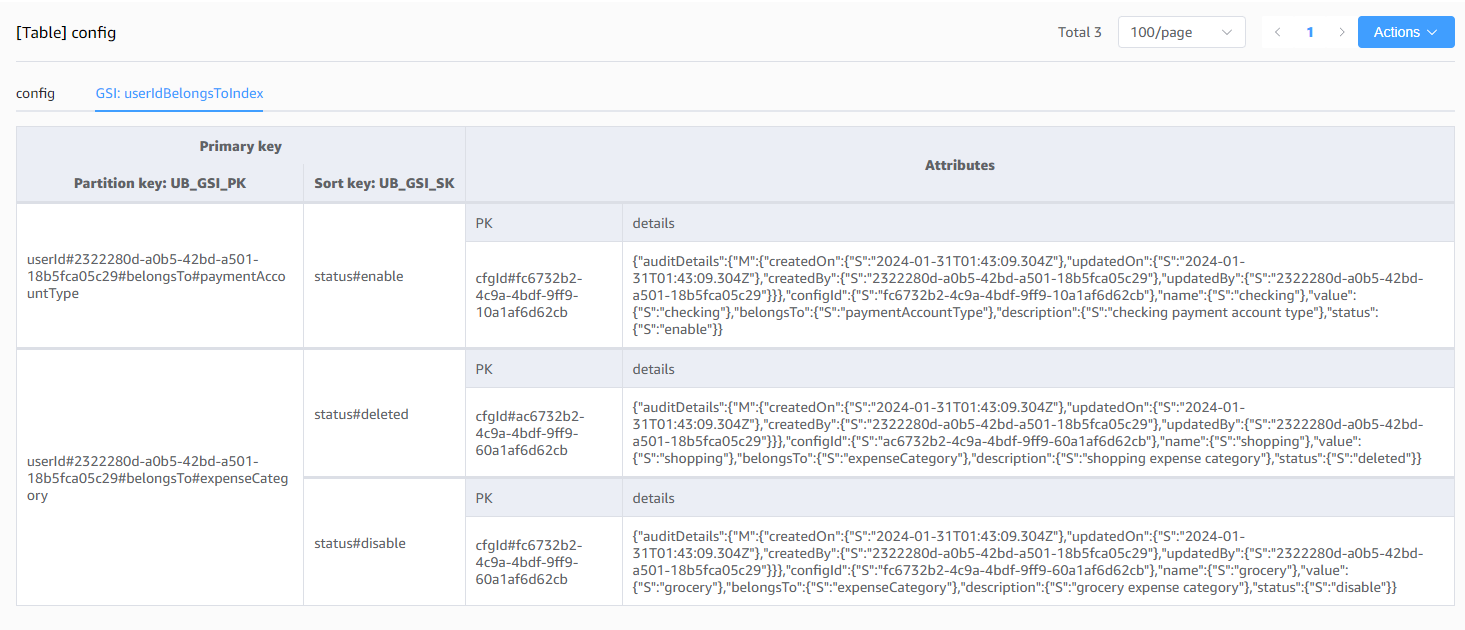 [Table] config
Total 3
100/page
1
Actions
config
GSI: userIdBelongsToIndex
Primary key
Attributes
Partition key: UB_GSI_PK
Sort key: UB_GSI_SK
userId#2322280d-a0b5-42bd-a501-
18b5fca05c29#belongsTo#paymentAcco
untType
status#enable
PK
details
cfgId#fc6732b2-
4c9a-4bdf-9ff9-
10a1af6d62cb
{"auditDetails":{"M":{"createdOn":{"S":"2024-01-31T01:43:09.304Z"},"updatedOn":{"S":"2024-01-
31T01:43:09.304Z"},"createdBy":{"S":"2322280d-a0b5-42bd-a501-18b5fca05c29"},"updatedBy":{"S":"2322280d-a0b5-42bd-
a501-18b5fca05c29"}}},"configId":{"S":"fc6732b2-4c9a-4bdf-9ff9-10a1af6d62cb"},"name":{"S":"checking"},"value":
{"S":"checking"},"belongsTo":{"S":"paymentAccountType"},"description":{"S":"checking payment account type"},"status":
{"S":"enable"}}
userId#2322280d-a0b5-42bd-a501-
18b5fca05c29#belongsTo#expenseCateg
ory
status#deleted
PK
details
cfgId#ac6732b2-
4c9a-4bdf-9ff9-
60a1af6d62cb
{"auditDetails":{"M":{"createdOn":{"S":"2024-01-31T01:43:09.304Z"},"updatedOn":{"S":"2024-01-
31T01:43:09.304Z"},"createdBy":{"S":"2322280d-a0b5-42bd-a501-18b5fca05c29"},"updatedBy":{"S":"2322280d-a0b5-42bd-
a501-18b5fca05c29"}}},"configId":{"S":"ac6732b2-4c9a-4bdf-9ff9-60a1af6d62cb"},"name":{"S":"shopping"},"value":
{"S":"shopping"},"belongsTo":{"S":"expenseCategory"},"description":{"S":"shopping expense category"},"status":{"S":"deleted"}}
status#disable
PK
details
cfgId#fc6732b2-
4c9a-4bdf-9ff9-
60a1af6d62cb
{"auditDetails":{"M":{"createdOn":{"S":"2024-01-31T01:43:09.304Z"},"updatedOn":{"S":"2024-01-
31T01:43:09.304Z"},"createdBy":{"S":"2322280d-a0b5-42bd-a501-18b5fca05c29"},"updatedBy":{"S":"2322280d-a0b5-42bd-
a501-18b5fca05c29"}}},"configId":{"S":"fc6732b2-4c9a-4bdf-9ff9-60a1af6d62cb"},"name":{"S":"grocery"},"value":
{"S":"grocery"},"belongsTo":{"S":"expenseCategory"},"description":{"S":"grocery expense category"},"status":{"S":"disable"}}